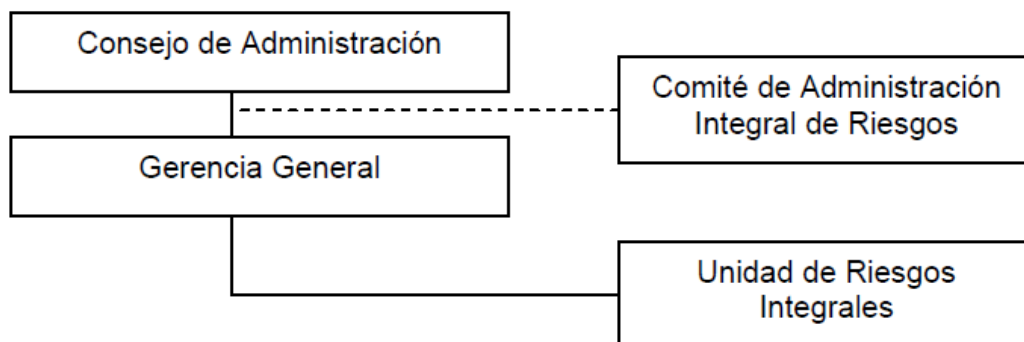 Consejo de Administración
Comité de Administración
Integral de Riesgos
Gerencia General
Unidad de Riesgos
Integrales